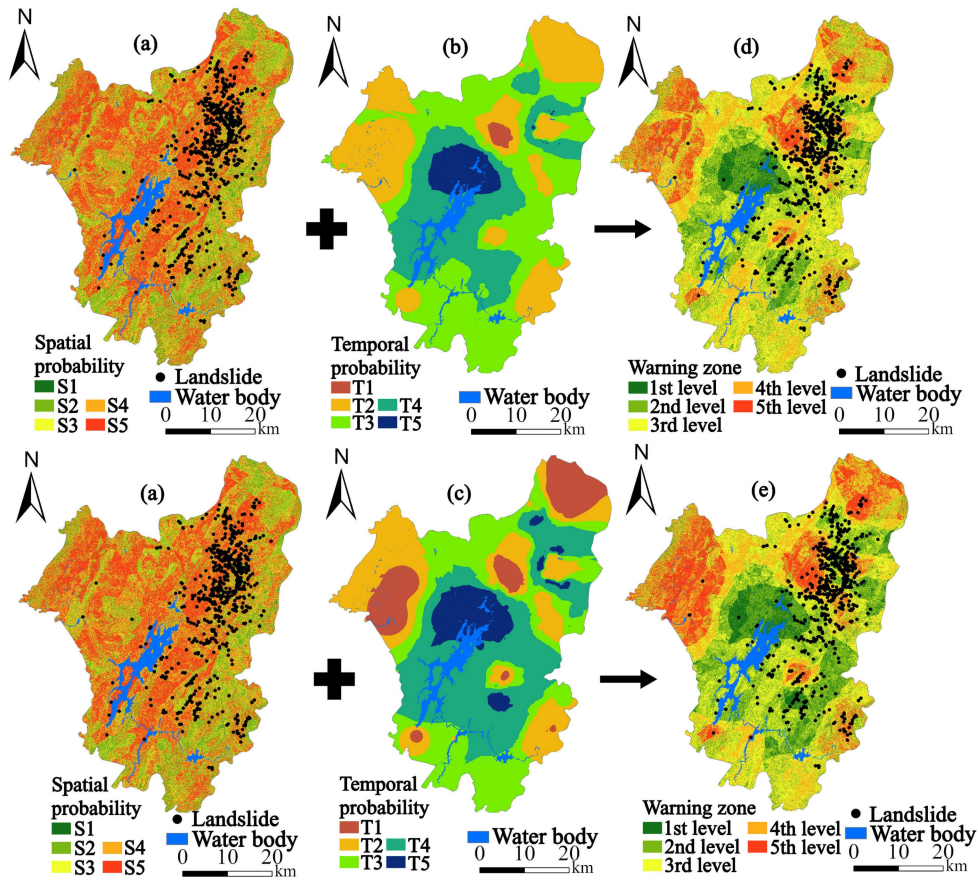 N
(a)
Spatial
probability
S1
S2
S3
S4
S5
Landslide
Water body
0 10 20
km
N
(b)
Temporal
probability
T1
T2
T3
T4
T5
Water body
0 10 20
km
N
(d)
Warning zone
1st level
2nd level
3rd level
4th level
5th level
Landslide
Water body
0 10 20
km
N
(a)
Spatial
probability
S1
S2
S3
S4
S5
Landslide
Water body
0 10 20
km
N
(c)
Temporal
probability
T1
T2
T3
T4
T5
Water body
0 10 20
km
N
(e)
Warning zone
1st level
2nd level
3rd level
4th level
5th level
Landslide
Water body
0 10 20
km